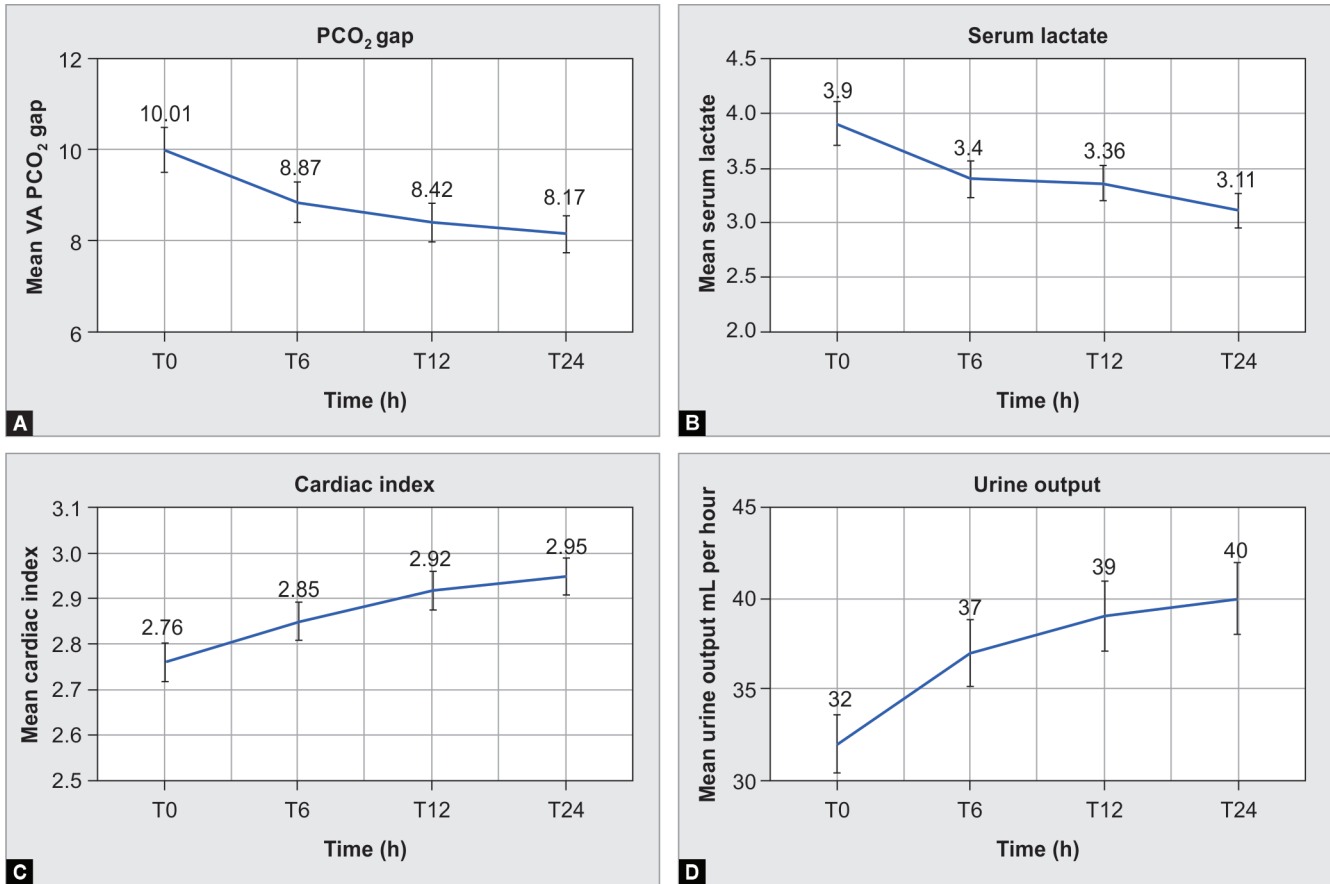 PCO₂ gap
Mean VA PCO₂ gap
12
10
8
6
10.01
8.87
8.42
8.17
T0
T6
T12
T24
Time (h)
A
Serum lactate
Mean serum lactate
4.5
4.0
3.5
3.0
2.5
2.0
3.9
3.4
3.36
3.11
T0
T6
T12
T24
Time (h)
B
Cardiac index
Mean cardiac index
3.1
3.0
2.9
2.8
2.7
2.6
2.5
2.76
2.85
2.92
2.95
T0
T6
T12
T24
Time (h)
C
Urine output
Mean urine output mL per hour
45
40
35
30
32
37
39
40
T0
T6
T12
T24
Time (h)
D